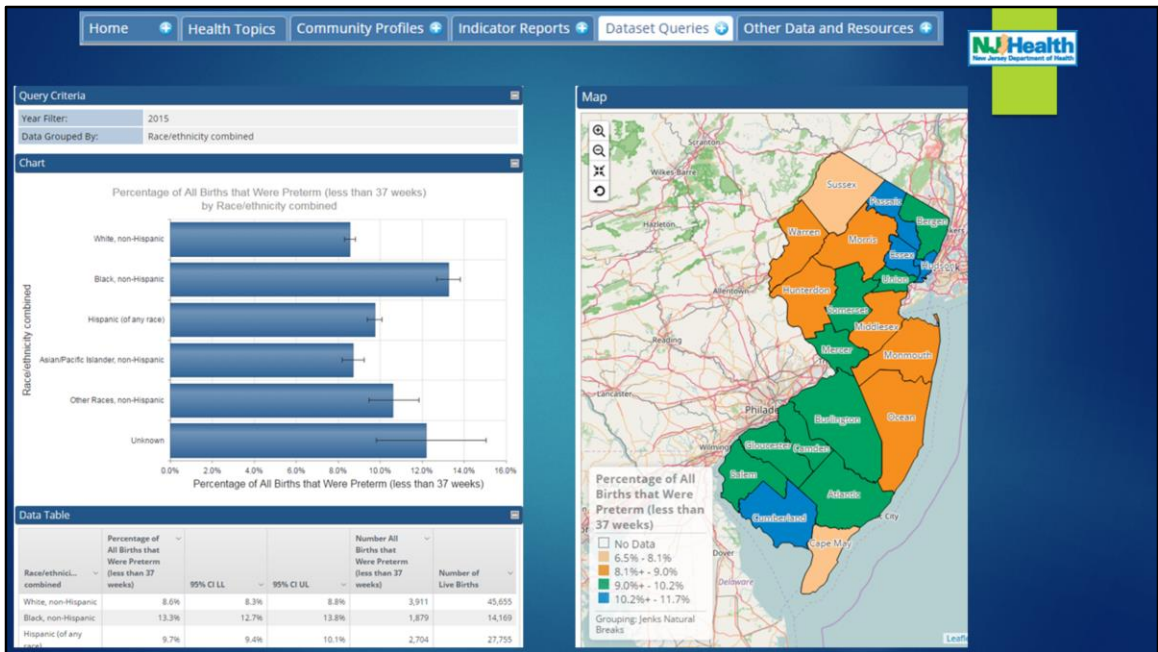 Home
Health Topics
Community Profiles
Indicator Reports
Dataset Queries
Other Data and Resources
NJ Health
New Jersey Department of Health
Query Criteria
Year Filter: 2015
Data Grouped By: Race/ethnicity combined
Chart
Percentage of All Births that Were Preterm (less than 37 weeks)
by Race/ethnicity combined
Race/ethnicity combined
White, non-Hispanic
Black, non-Hispanic
Hispanic (of any race)
Asian/Pacific Islander, non-Hispanic
Other Races, non-Hispanic
Unknown
0.0% 2.0% 4.0% 6.0% 8.0% 10.0% 12.0% 14.0% 16.0%
Percentage of All Births that Were Preterm (less than 37 weeks)
Data Table
Race/ethnici... combined
Percentage of All Births that Were Preterm (less than 37 weeks)
95% CI LL
95% CI UL
Number All Births that Were Preterm (less than 37 weeks)
Number of Live Births
White, non-Hispanic 8.6% 8.3% 8.8% 3,911 45,655
Black, non-Hispanic 13.3% 12.7% 13.8% 1,879 14,169
Hispanic (of any race) 9.7% 9.4% 10.1% 2,704 27,755
Map
Scranton
Wilkes-Barre
Hazleton
Allentown
Reading
Lancaster
Philad
Wilming
Dover
Delaware
City
kers
Sussex
Passaic
Bergen
Warren
Morris
Essex
Hudson
Hunterdon
Union
Somerset
Middlesex
Mercer
Monmouth
Ocean
Burlington
Gloucester
Camden
Salem
Atlantic
Cumberland
Cape May
Percentage of All
Births that Were
Preterm (less than
37 weeks)
No Data
6.5% - 8.1%
8.1%+ - 9.0%
9.0%+ - 10.2%
10.2%+ - 11.7%
Grouping: Jenks Natural
Breaks
Leafle